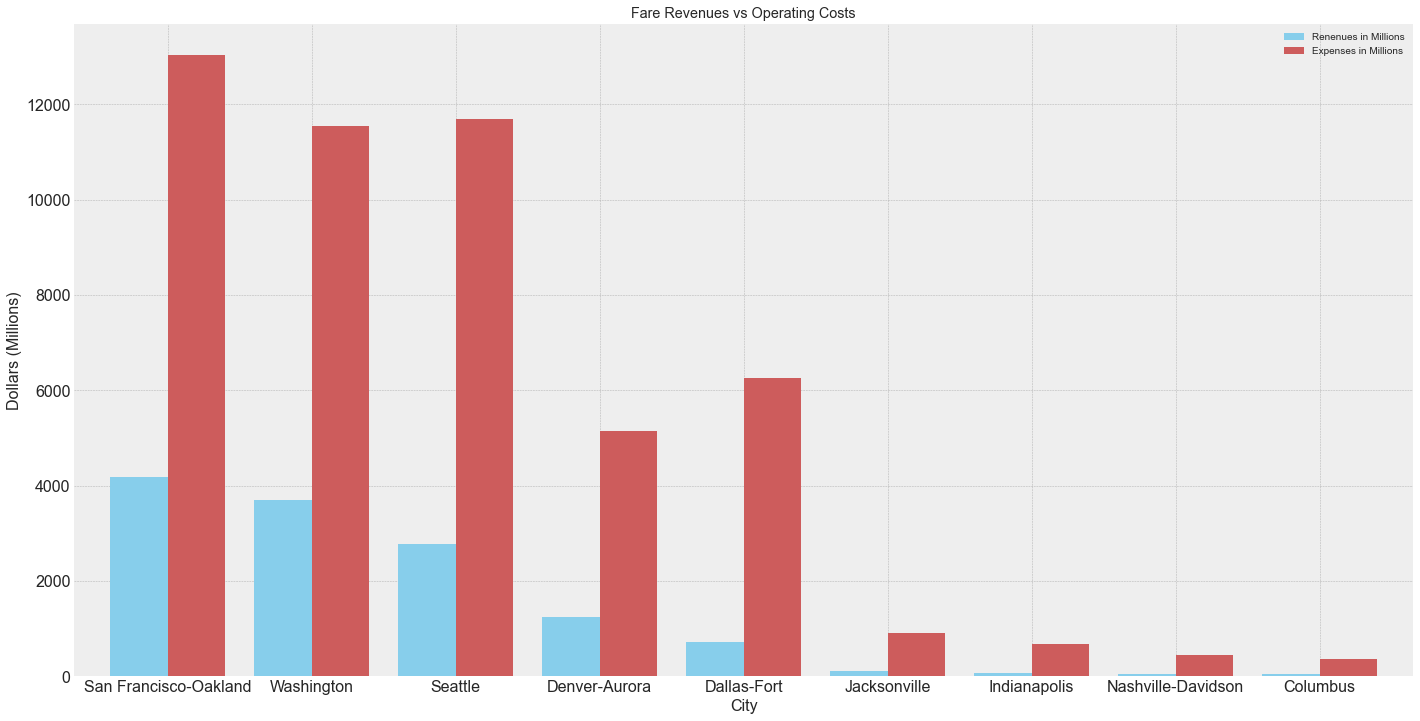 Fare Revenues vs Operating Costs
Renenues in Millions
Expenses in Millions
Dollars (Millions)
12000
10000
8000
6000
4000
2000
0
San Francisco-Oakland Washington Seattle Denver-Aurora Dallas-Fort Jacksonville Indianapolis Nashville-Davidson Columbus
City